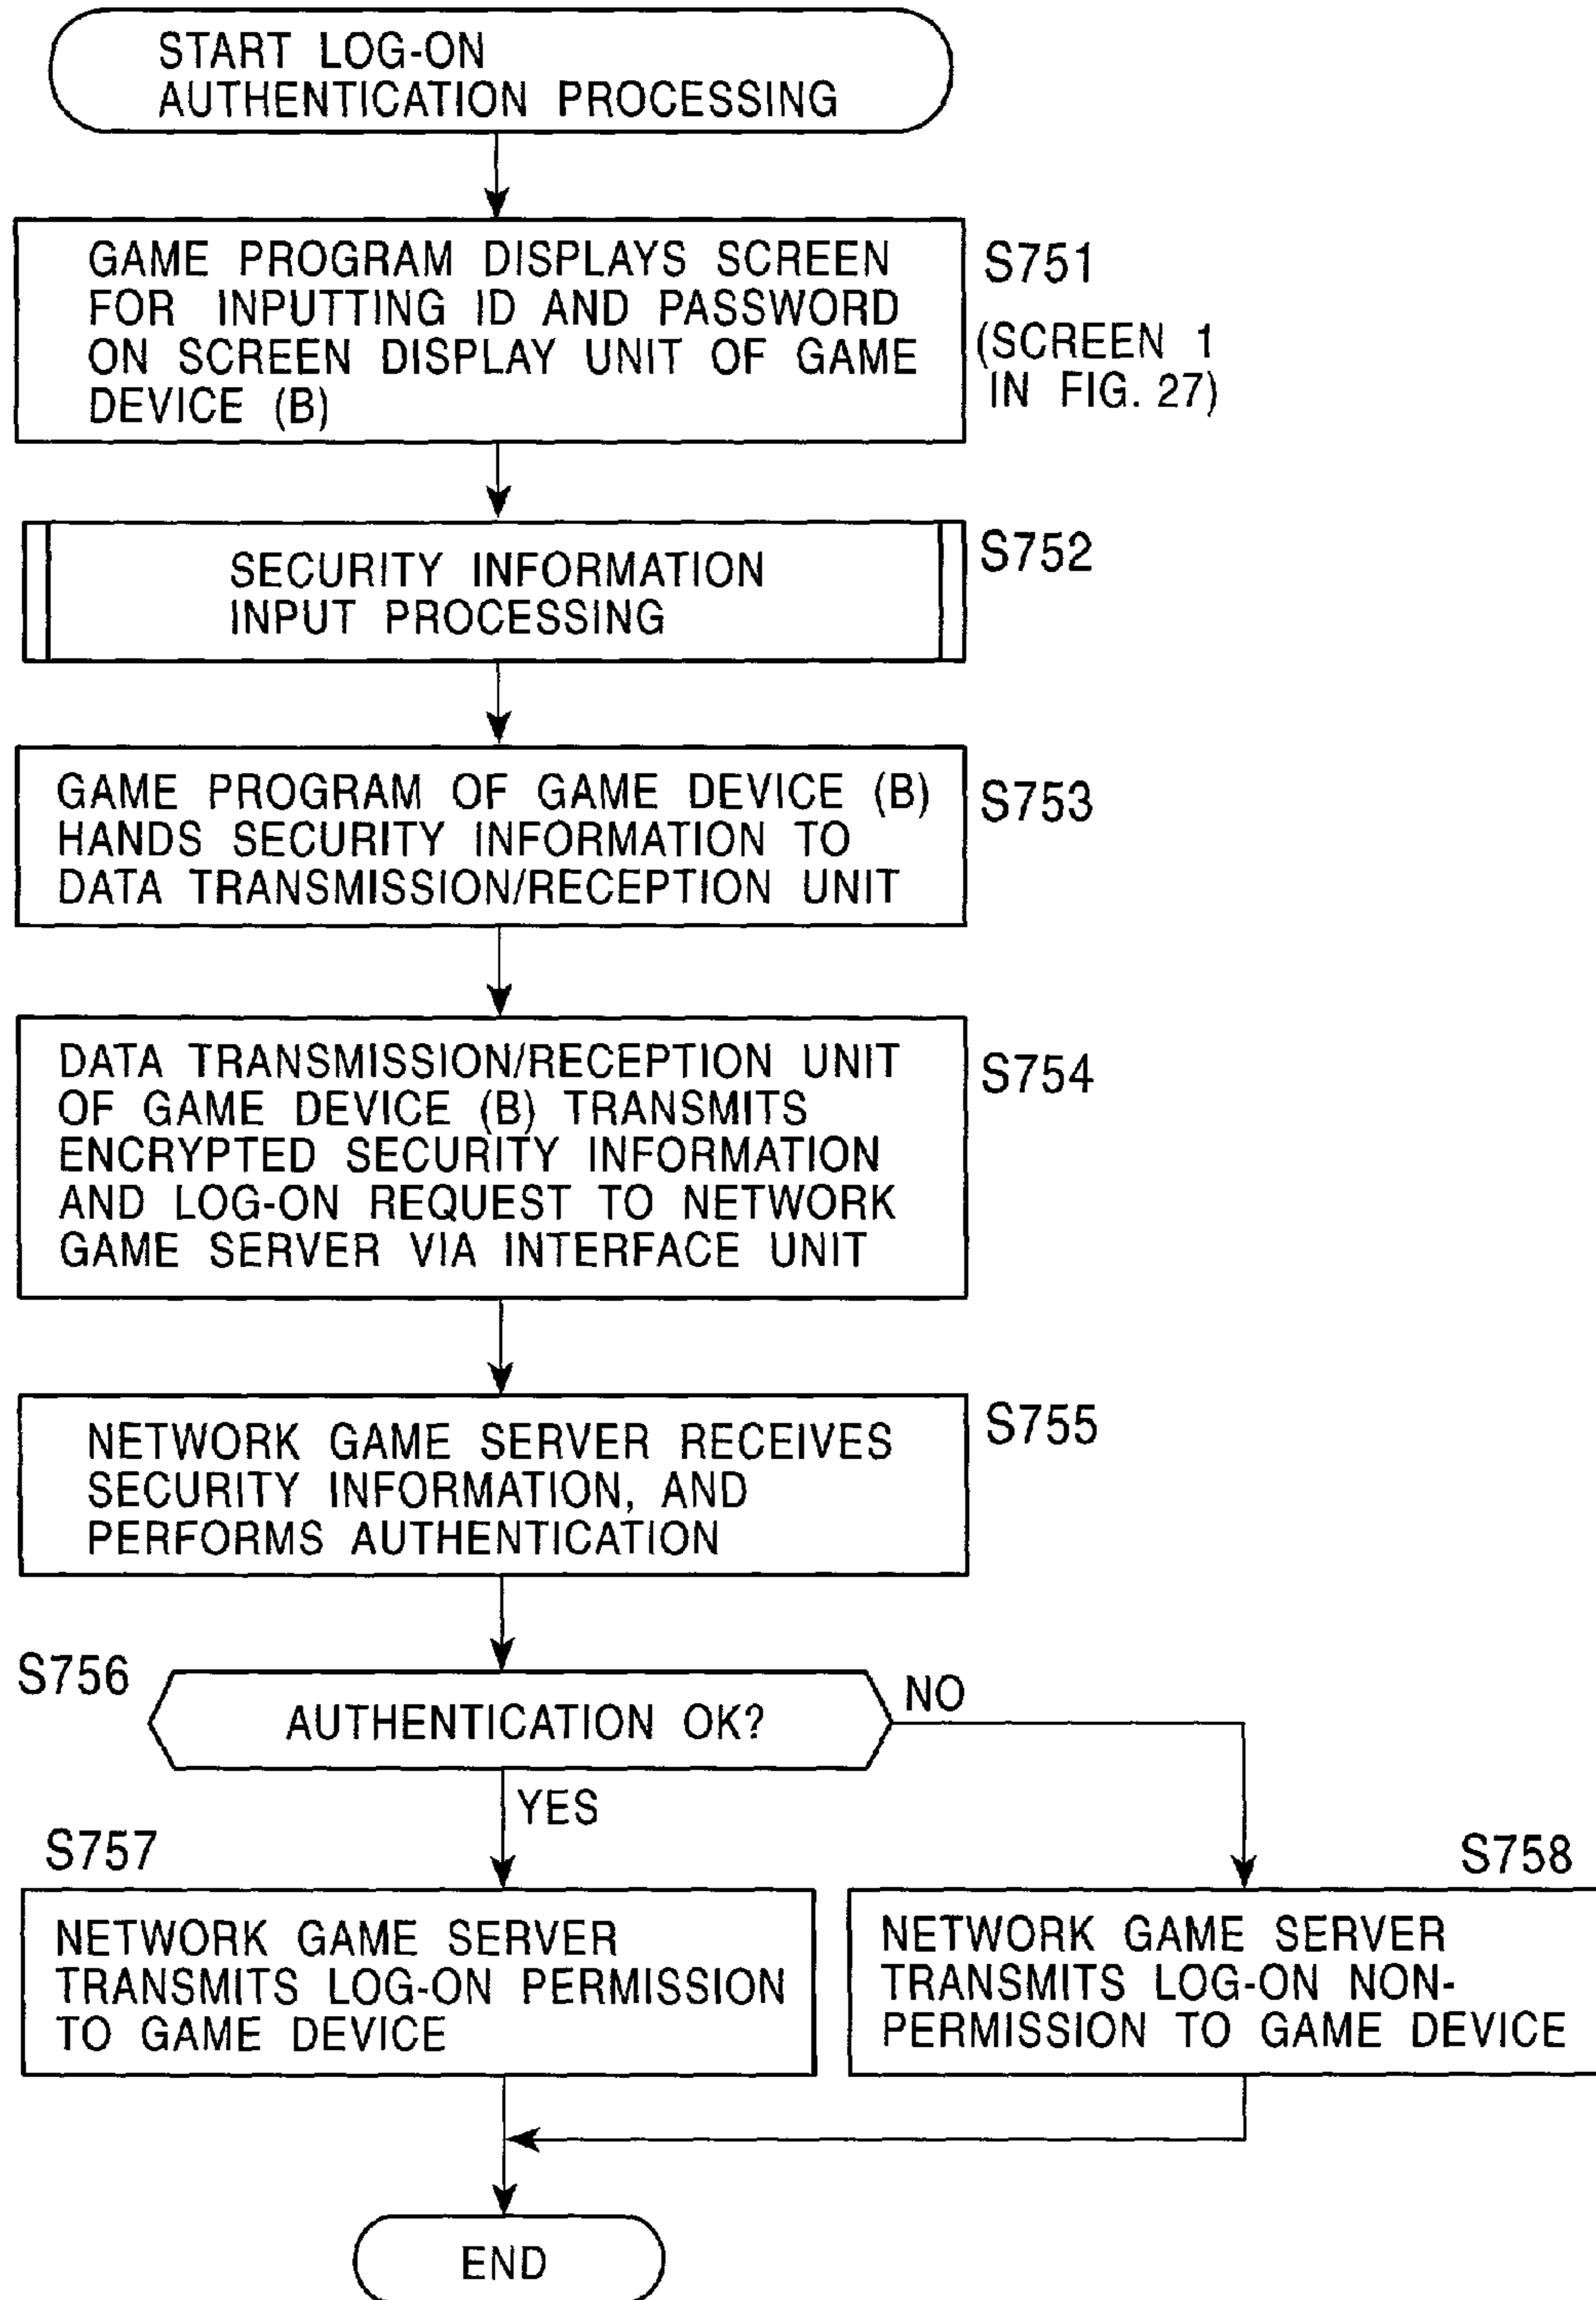 START LOG-ON
AUTHENTICATION PROCESSING
GAME PROGRAM DISPLAYS SCREEN
FOR INPUTTING ID AND PASSWORD
ON SCREEN DISPLAY UNIT OF GAME
DEVICE (B)
S751
(SCREEN 1
IN FIG. 27)
SECURITY INFORMATION
INPUT PROCESSING
S752
GAME PROGRAM OF GAME DEVICE (B)
HANDS SECURITY INFORMATION TO
DATA TRANSMISSION/RECEPTION UNIT
S753
DATA TRANSMISSION/RECEPTION UNIT
OF GAME DEVICE (B) TRANSMITS
ENCRYPTED SECURITY INFORMATION
AND LOG-ON REQUEST TO NETWORK
GAME SERVER VIA INTERFACE UNIT
S754
NETWORK GAME SERVER RECEIVES
SECURITY INFORMATION, AND
PERFORMS AUTHENTICATION
S755
S756
AUTHENTICATION OK?
NO
YES
S757
NETWORK GAME SERVER
TRANSMITS LOG-ON PERMISSION
TO GAME DEVICE
S758
NETWORK GAME SERVER
TRANSMITS LOG-ON NON-
PERMISSION TO GAME DEVICE
END